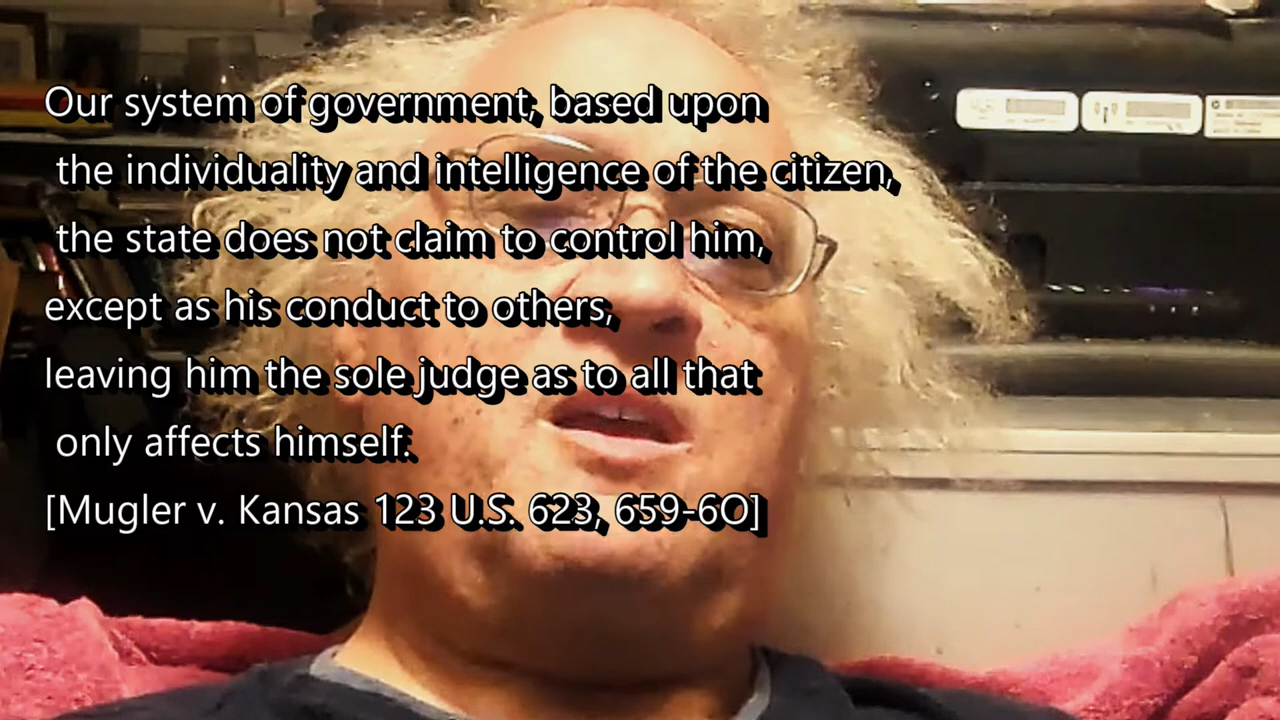 Our system of government, based upon
the individuality and intelligence of the citizen,
the state does not claim to control him,
except as his conduct to others,
leaving him the sole judge as to all that
only affects himself.
[Mugler v. Kansas 123 U.S. 623, 659-6O]